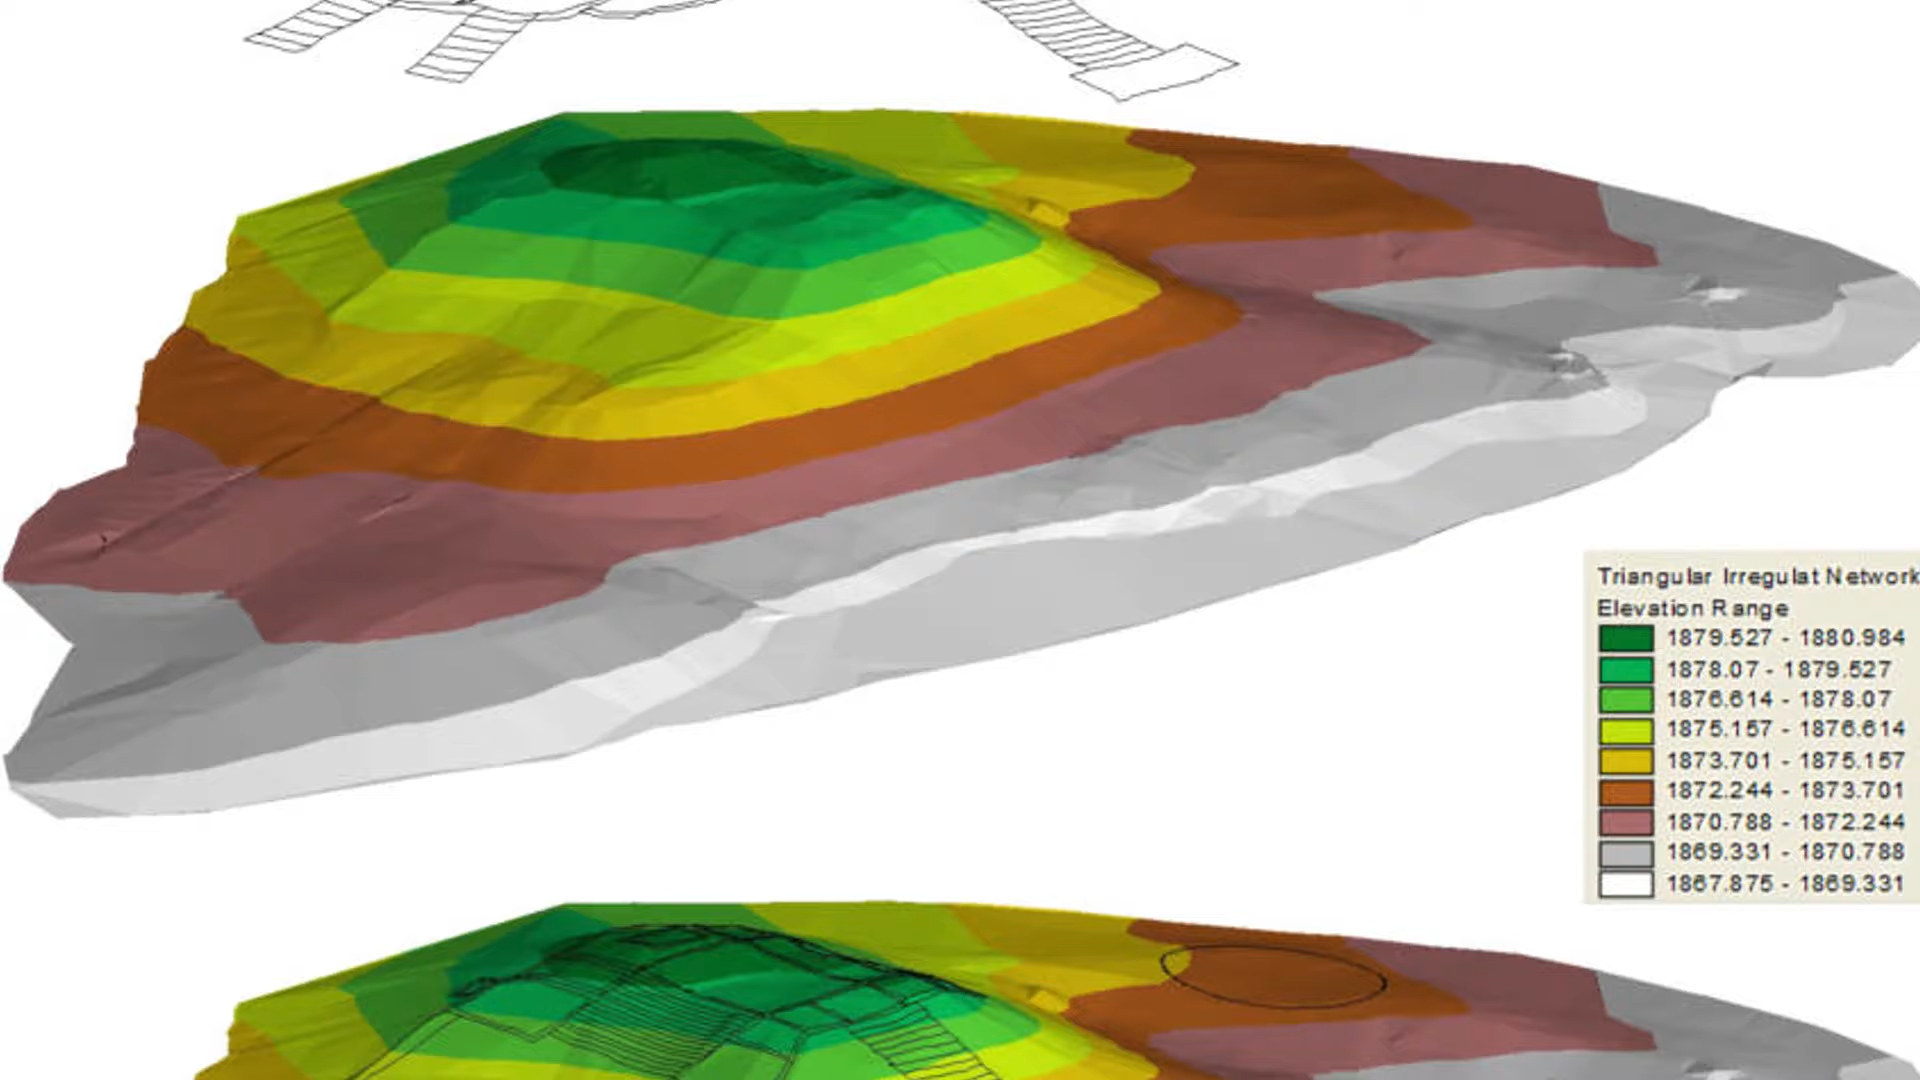 Triangular Irregulat Network
Elevation Range
1879.527 - 1880.984
1878.07 - 1879.527
1876.614 - 1878.07
1875.157 - 1876.614
1873.701 - 1875.157
1872.244 - 1873.701
1870.788 - 1872.244
1869.331 - 1870.788
1867.875 - 1869.331